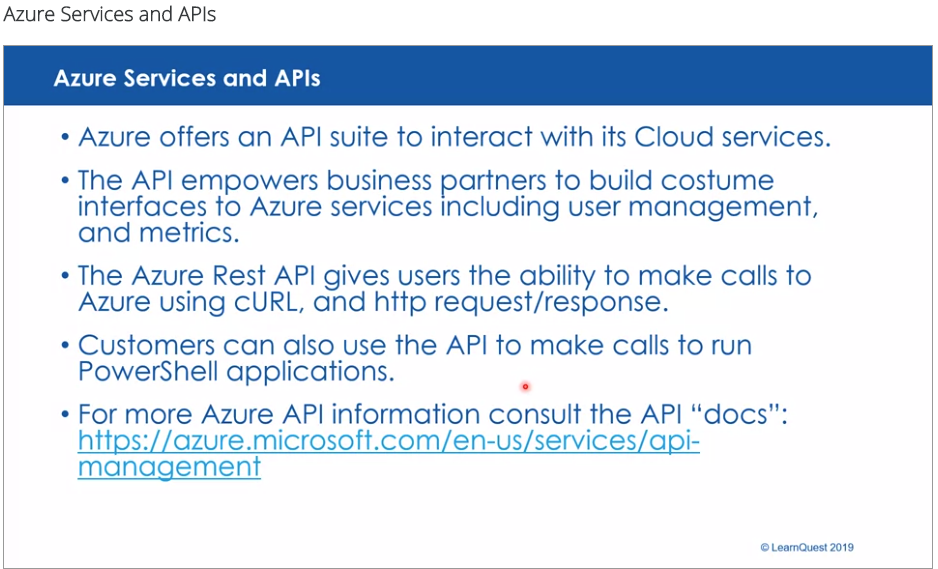 Azure Services and APIs
Azure Services and APIs
• Azure offers an API suite to interact with its Cloud services.
• The API empowers business partners to build costume
interfaces to Azure services including user management,
and metrics.
• The Azure Rest API gives users the ability to make calls to
Azure using cURL, and http request/response.
• Customers can also use the API to make calls to run
PowerShell applications.
• For more Azure API information consult the API “docs”:
https://azure.microsoft.com/en-us/services/api-
management
© LearnQuest 2019